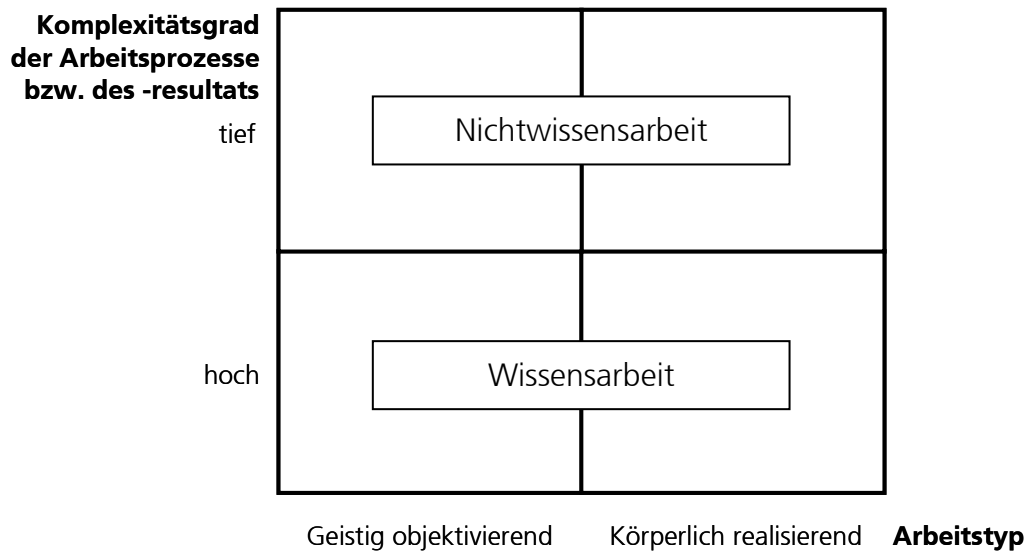 Komplexitätsgrad
der Arbeitsprozesse
bzw. des -resultats
tief
Nichtwissensarbeit
hoch
Wissensarbeit
Geistig objektivierend
Körperlich realisierend
Arbeitstyp